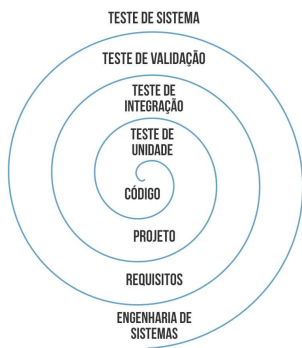 TESTE DE SISTEMA
TESTE DE VALIDAÇÃO
TESTE DE
INTEGRAÇÃO
TESTE DE
UNIDADE
CÓDIGO
PROJETO
REQUISITOS
ENGENHARIA DE
SISTEMAS